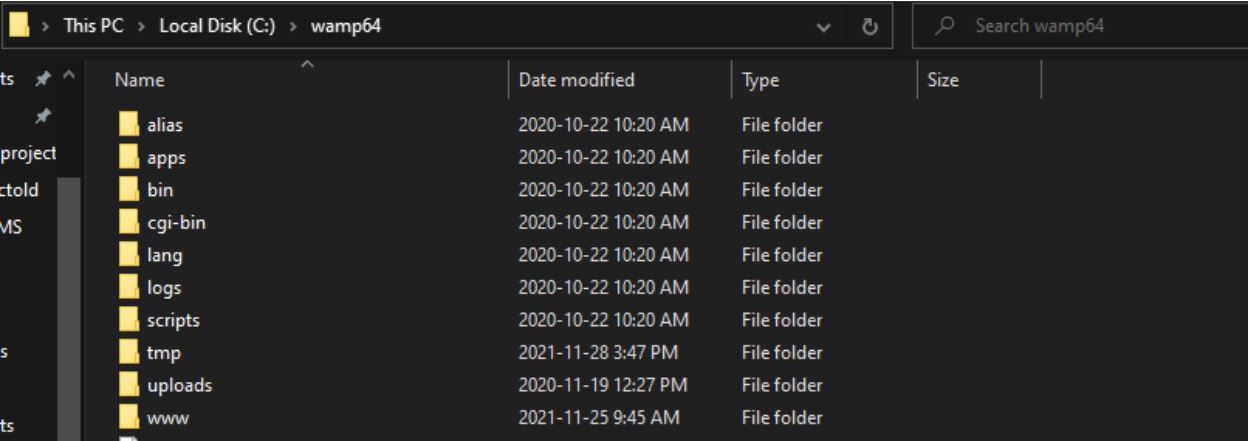 This PC > Local Disk (C:) > wamp64
Search wamp64
ts
project
ctold
MS
s
ts
Name Date modified Type Size
alias 2020-10-22 10:20 AM File folder
apps 2020-10-22 10:20 AM File folder
bin 2020-10-22 10:20 AM File folder
cgi-bin 2020-10-22 10:20 AM File folder
lang 2020-10-22 10:20 AM File folder
logs 2020-10-22 10:20 AM File folder
scripts 2020-10-22 10:20 AM File folder
tmp 2021-11-28 3:47 PM File folder
uploads 2020-11-19 12:27 PM File folder
www 2021-11-25 9:45 AM File folder